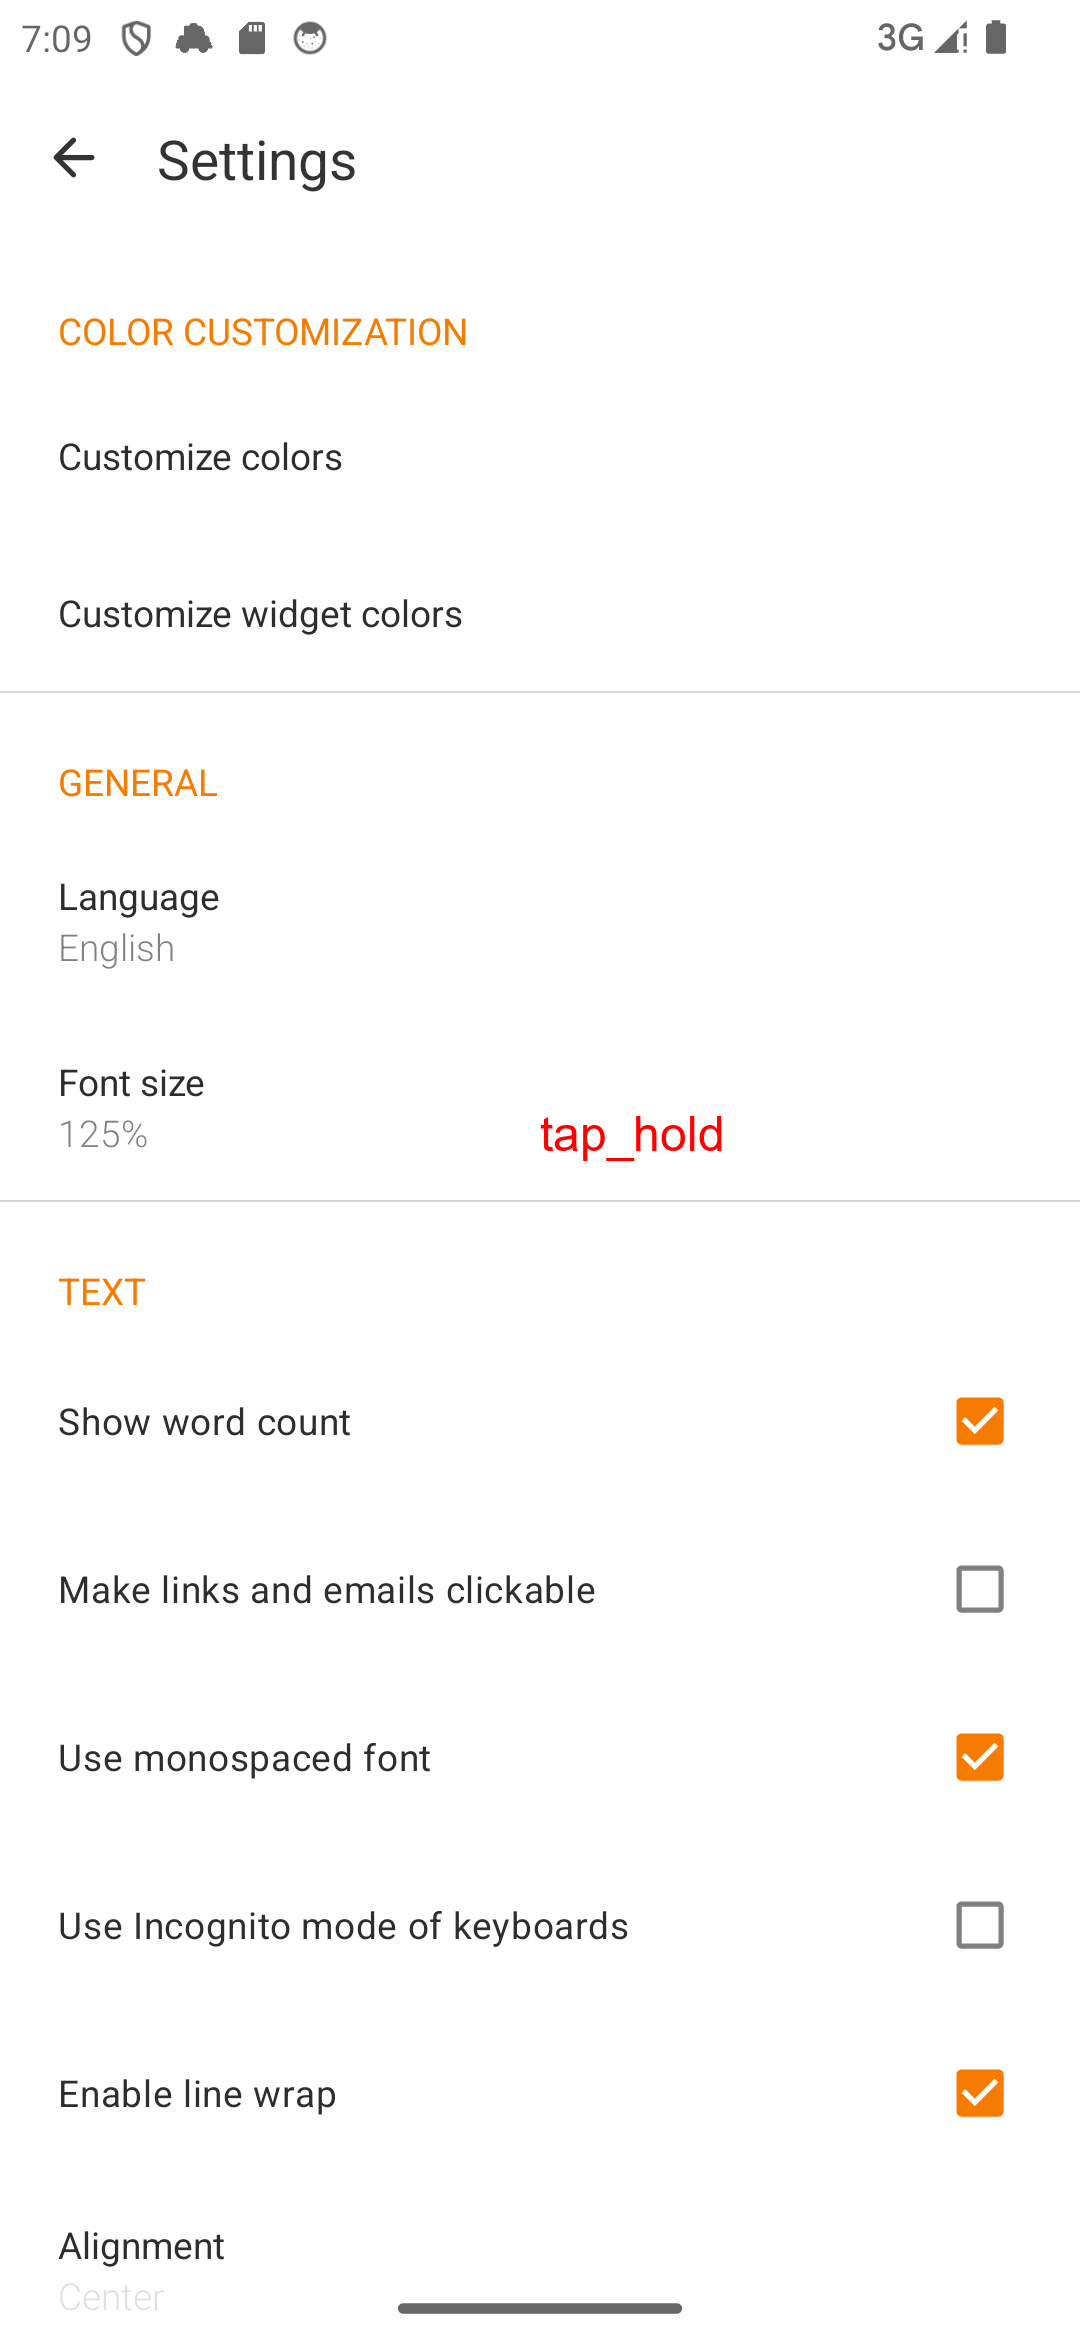 7:09
3G
Settings
COLOR CUSTOMIZATION
Customize colors
Customize widget colors
GENERAL
Language
English
Font size
125%
tap_hold
TEXT
Show word count
Make links and emails clickable
Use monospaced font
Use Incognito mode of keyboards
Enable line wrap
Alignment
Center